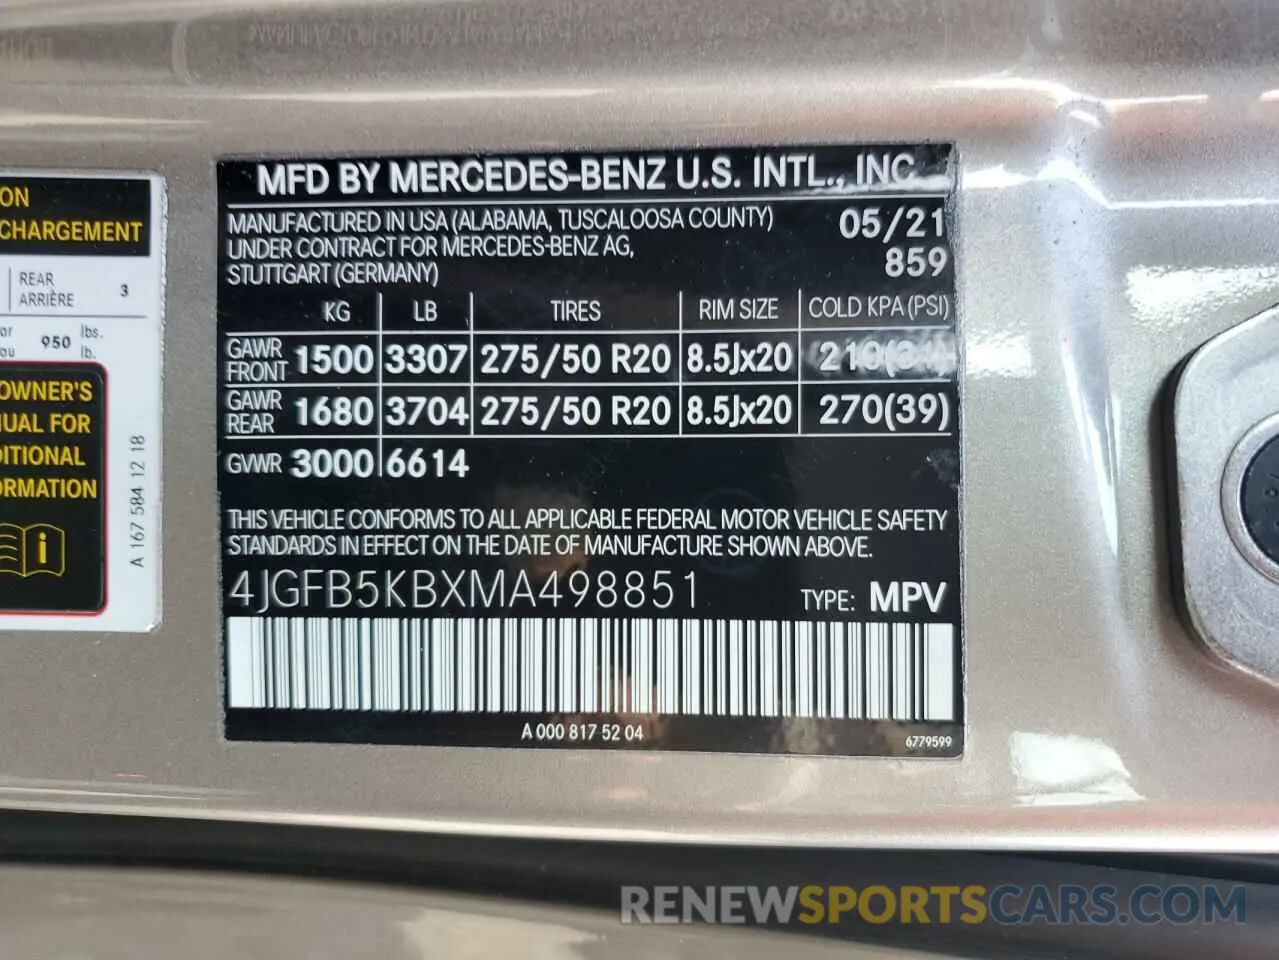 ON
CHARGEMENT
REAR
ARRIÈRE 3
or
ou 950 lbs.
lb.
OWNER'S
UAL FOR
DITIONAL
ORMATION
A 167 584 12 18
MFD BY MERCEDES-BENZ U.S. INTL., INC.
MANUFACTURED IN USA (ALABAMA, TUSCALOOSA COUNTY) 05/21
UNDER CONTRACT FOR MERCEDES-BENZ AG, 859
STUTTGART (GERMANY)
KG LB TIRES RIM SIZE COLD KPA (PSI)
GAWR FRONT 1500 3307 275/50 R20 8.5Jx20 210(31)
GAWR REAR 1680 3704 275/50 R20 8.5Jx20 270(39)
GVWR 3000 6614
THIS VEHICLE CONFORMS TO ALL APPLICABLE FEDERAL MOTOR VEHICLE SAFETY
STANDARDS IN EFFECT ON THE DATE OF MANUFACTURE SHOWN ABOVE.
4JGFB5KBXMA498851 TYPE: MPV
A 000 817 52 04
6779599
RENEWSPORTSCARS.COM